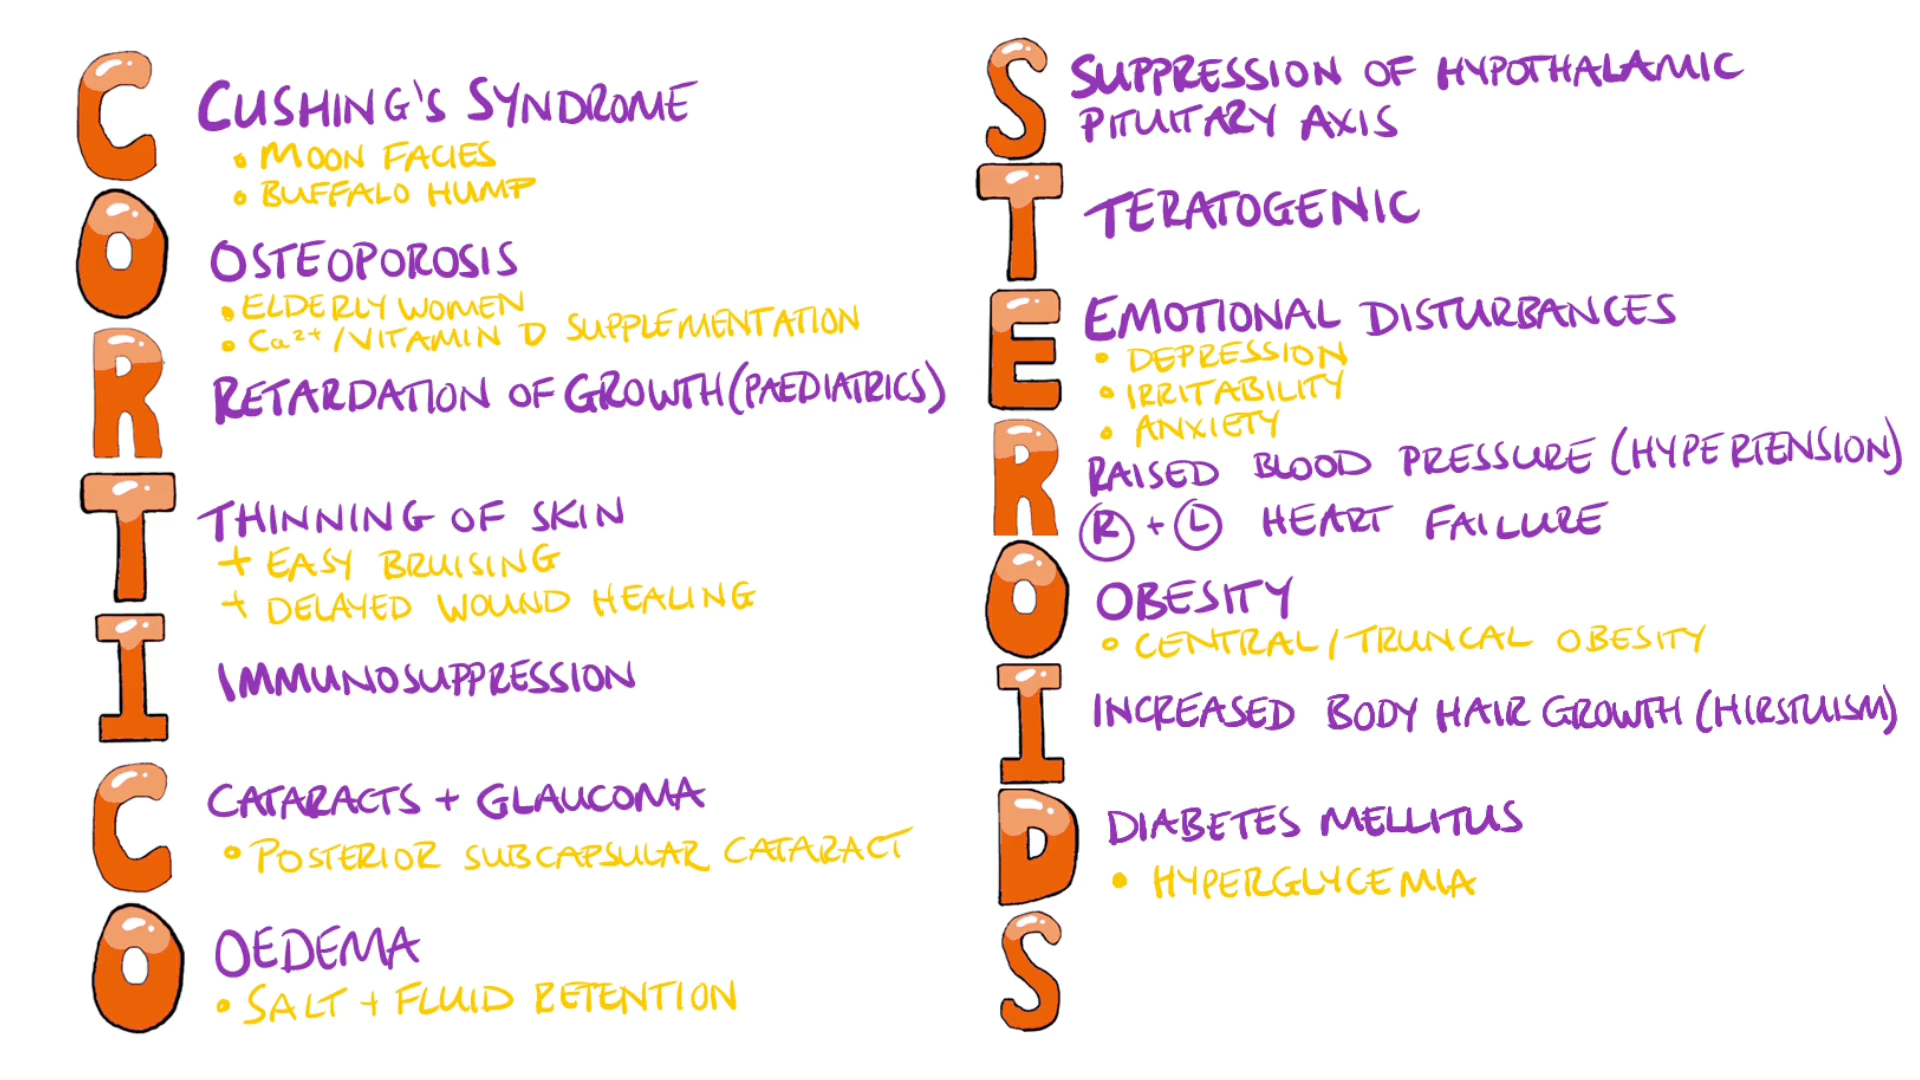 C
CUSHING'S SYNDROME
• MOON FACIES
• BUFFALO HUMP
O
OSTEOPOROSIS
• ELDERLY WOMEN
• Ca²⁺/VITAMIN D SUPPLEMENTATION
R
RETARDATION OF GROWTH (PAEDIATRICS)
T
THINNING OF SKIN
+ EASY BRUISING
+ DELAYED WOUND HEALING
I
IMMUNOSUPPRESSION
C
CATARACTS + GLAUCOMA
• POSTERIOR SUBCAPSULAR CATARACT
O
OEDEMA
• SALT + FLUID RETENTION
S
SUPPRESSION OF HYPOTHALAMIC
PITUITARY AXIS
T
TERATOGENIC
E
EMOTIONAL DISTURBANCES
• DEPRESSION
• IRRITABILITY
• ANXIETY
R
RAISED BLOOD PRESSURE (HYPERTENSION)
R + L HEART FAILURE
O
OBESITY
• CENTRAL/TRUNCAL OBESITY
I
INCREASED BODY HAIR GROWTH (HIRSTUISM)
D
DIABETES MELLITUS
• HYPERGLYCEMIA
S